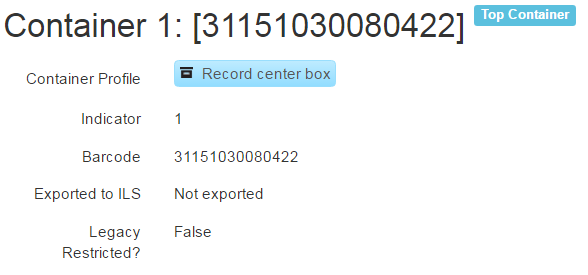 Container 1: [31151030080422] Top Container
Container Profile Record center box
Indicator 1
Barcode 31151030080422
Exported to ILS Not exported
Legacy False
Restricted?